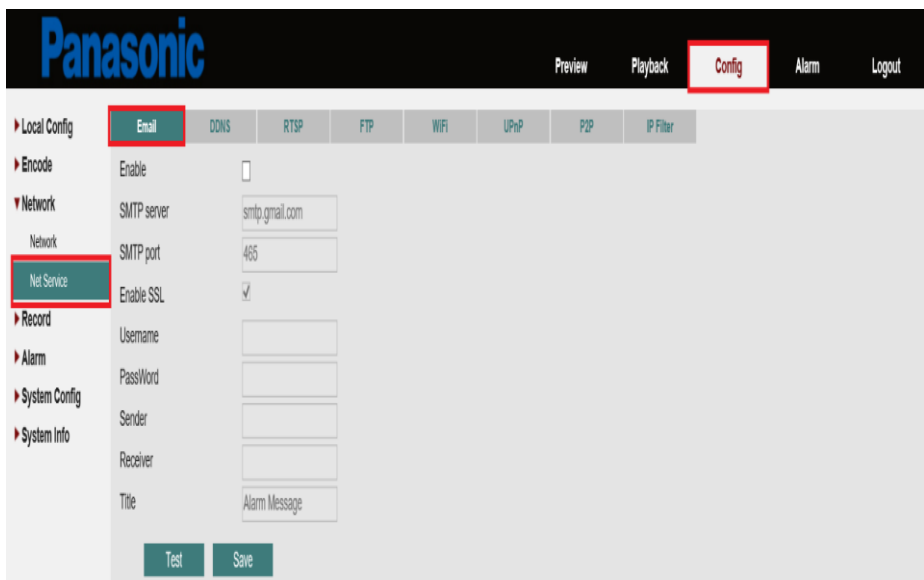 Panasonic
Preview Playback Config Alarm Logout
Local Config
Encode
Network
Network
Net Service
Record
Alarm
System Config
System Info
Email DDNS RTSP FTP WiFi UPnP P2P IP Filter
Enable
SMTP server smtp.gmail.com
SMTP port 465
Enable SSL
Username
PassWord
Sender
Receiver
Title Alarm Message
Test Save